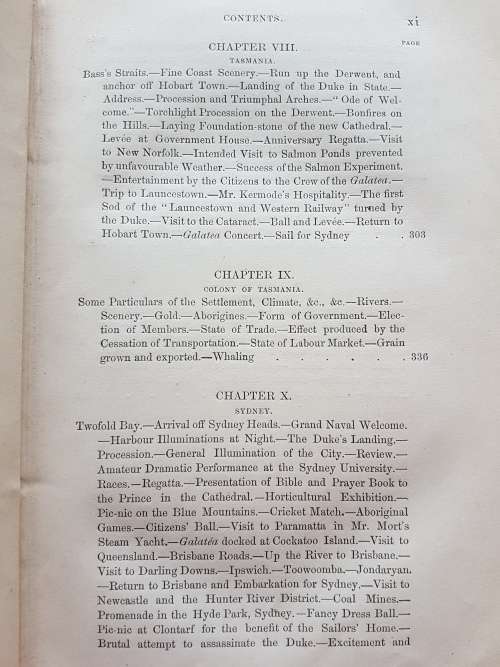 CONTENTS.
xi
PAGE
CHAPTER VIII.
TASMANIA.
Bass's Straits.—Fine Coast Scenery.—Run up the Derwent, and
anchor off Hobart Town.—Landing of the Duke in State.—
Address.—Procession and Triumphal Arches.—"Ode of Wel-
come."—Torchlight Procession on the Derwent.—Bonfires on
the Hills.—Laying Foundation-stone of the new Cathedral.—
Levée at Government House.—Anniversary Regatta.—Visit
to New Norfolk.—Intended Visit to Salmon Ponds prevented
by unfavourable Weather.—Success of the Salmon Experiment.
—Entertainment by the Citizens to the Crew of the Galatea.—
Trip to Launcestown.—Mr. Kermode's Hospitality.—The first
Sod of the "Launcestown and Western Railway" turned by
the Duke.—Visit to the Cataract.—Ball and Levée.—Return to
Hobart Town.—Galatea Concert.—Sail for Sydney . . 303
CHAPTER IX.
COLONY OF TASMANIA.
Some Particulars of the Settlement, Climate, &c., &c.—Rivers.—
Scenery.—Gold.—Aborigines.—Form of Government.—Elec-
tion of Members.—State of Trade.—Effect produced by the
Cessation of Transportation.—State of Labour Market.—Grain
grown and exported.—Whaling . . . . . . 336
CHAPTER X.
SYDNEY.
Twofold Bay.—Arrival off Sydney Heads.—Grand Naval Welcome.
—Harbour Illuminations at Night.—The Duke's Landing.—
Procession.—General Illumination of the City.—Review.—
Amateur Dramatic Performance at the Sydney University.—
Races.—Regatta.—Presentation of Bible and Prayer Book to
the Prince in the Cathedral.—Horticultural Exhibition.—
Pic-nic on the Blue Mountains.—Cricket Match.—Aboriginal
Games.—Citizens' Ball.—Visit to Paramatta in Mr. Mort's
Steam Yacht.—Galatea docked at Cockatoo Island.—Visit to
Queensland.—Brisbane Roads.—Up the River to Brisbane.—
Visit to Darling Downs.—Ipswich.—Toowoomba.—Jondaryan.
—Return to Brisbane and Embarkation for Sydney.—Visit to
Newcastle and the Hunter River District.—Coal Mines.—
Promenade in the Hyde Park, Sydney.—Fancy Dress Ball.—
Pic-nic at Clontarf for the benefit of the Sailors' Home.—
Brutal attempt to assassinate the Duke.—Excitement and